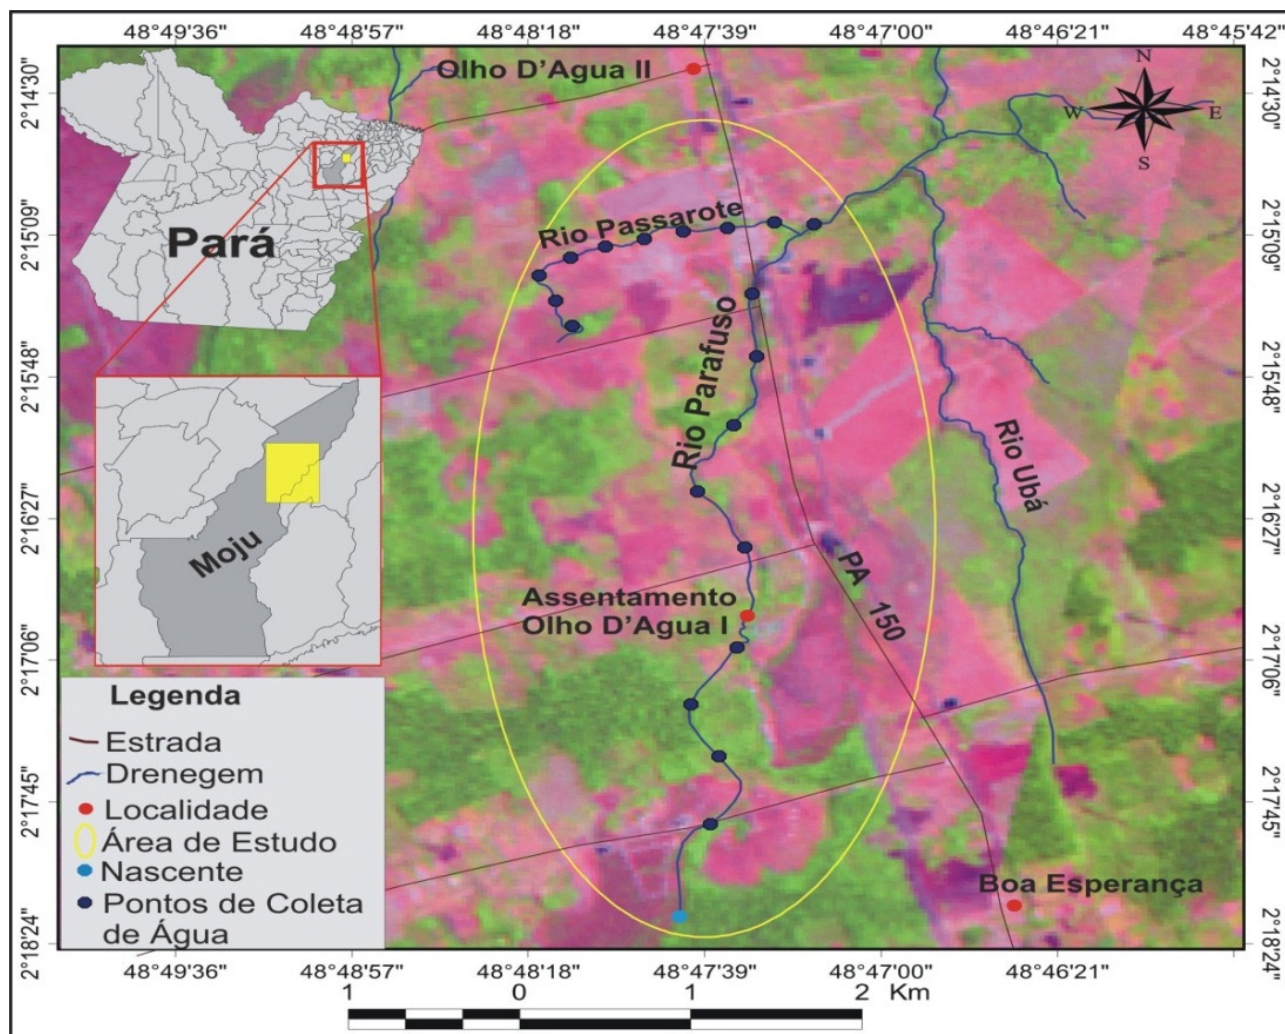 48°49'36" 48°48'57" 48°48'18" 48°47'39" 48°47'00" 48°46'21" 48°45'42"
2°14'30"
2°15'09"
2°15'48"
2°16'27"
2°17'06"
2°17'45"
2°18'24"
Olho D'Agua II
N
W E
S
Pará
Rio Passarote
Rio Parafuso
Rio Ubá
Moju
PA 150
Assentamento
Olho D'Agua I
Boa Esperança
Legenda
Estrada
Drenegem
Localidade
Área de Estudo
Nascente
Pontos de Coleta
de Água
2°14'30"
2°15'09"
2°15'48"
2°16'27"
2°17'06"
2°17'45"
2°18'24"
48°49'36" 48°48'57" 48°48'18" 48°47'39" 48°47'00" 48°46'21"
1 0 1 2 Km